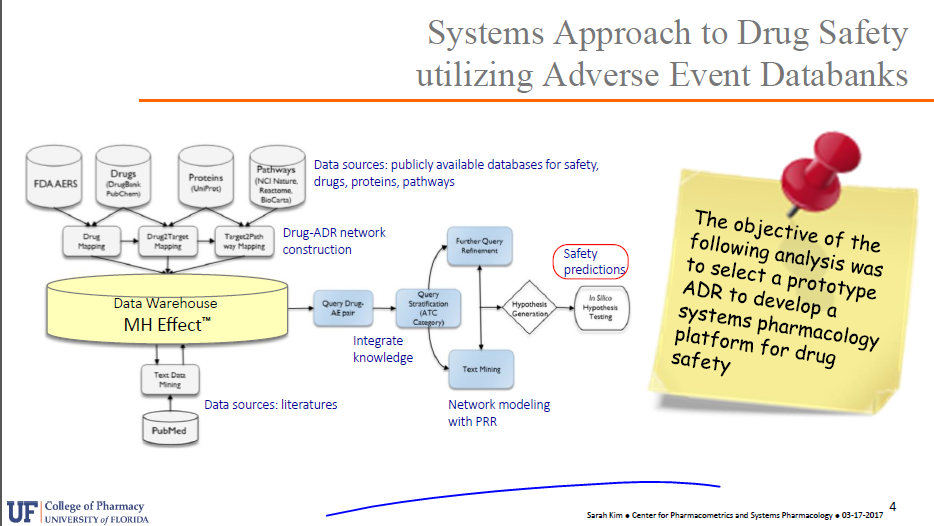 Systems Approach to Drug Safety
utilizing Adverse Event Databanks
FDA AERS
Drugs
(DrugBank
PubChem)
Proteins
(UniProt)
Pathways
(NCI Nature,
Reactome,
BioCarta)
Data sources: publicly available databases for safety,
drugs, proteins, pathways
Drug
Mapping
Drug2Target
Mapping
Target2Path
way Mapping
Drug-ADR network
construction
Data Warehouse
MH Effect™
Query Drug-
AE pair
Query
Stratification
(ATC
Category)
Integrate
knowledge
Further Query
Refinement
Safety
predictions
Hypothesis
Generation
In Silico
Hypothesis
Testing
Text Mining
Network modeling
with PRR
Text Data
Mining
Data sources: literatures
PubMed
The objective of the
following analysis was
to select a prototype
ADR to develop a
systems pharmacology
platform for drug
safety
UF College of Pharmacy
UNIVERSITY of FLORIDA
Sarah Kim ● Center for Pharmacometrics and Systems Pharmacology ● 03-17-2017
4